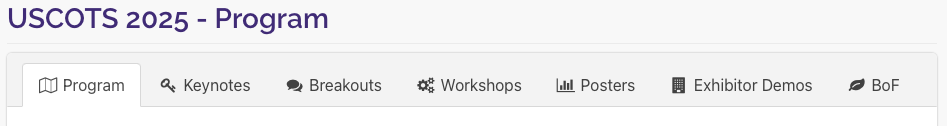 USCOTS 2025 - Program
Program Keynotes Breakouts Workshops Posters Exhibitor Demos BoF